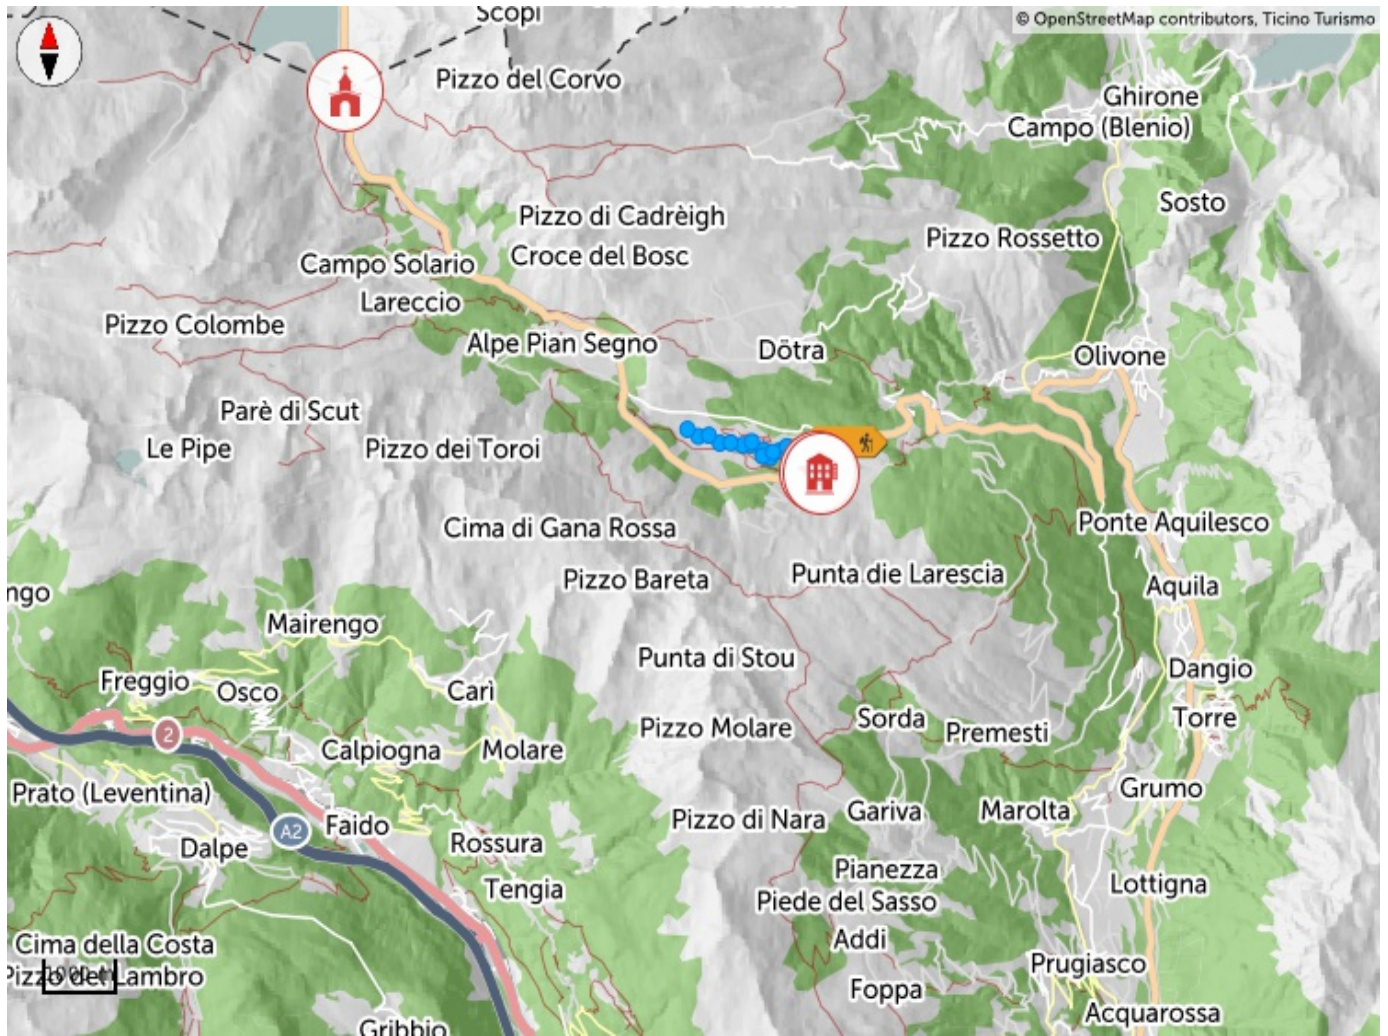 Scopi
© OpenStreetMap contributors, Ticino Turismo
Pizzo del Corvo
Ghirone
Campo (Blenio)
Sosto
Pizzo di Cadrèigh
Pizzo Rossetto
Croce del Bosc
Campo Solario
Lareccio
Pizzo Colombe
Alpe Pian Segno
Dötra
Olivone
Parè di Scut
Le Pipe
Pizzo dei Toroi
Cima di Gana Rossa
Ponte Aquilesco
Pizzo Bareta
Punta die Larescia
Aquila
ngo
Mairengo
Punta di Stou
Dangio
Freggio
Osco
Carì
Sorda
Torre
2
Pizzo Molare
Premesti
Calpiogna
Molare
Prato (Leventina)
Grumo
Gariva
Marolta
Pizzo di Nara
A2
Faido
Dalpe
Rossura
Pianezza
Tengia
Lottigna
Piede del Sasso
Addi
Cima della Costa
Prugiasco
Pizzo del Lambro
1000 m
Foppa
Acquarossa
Gribbio